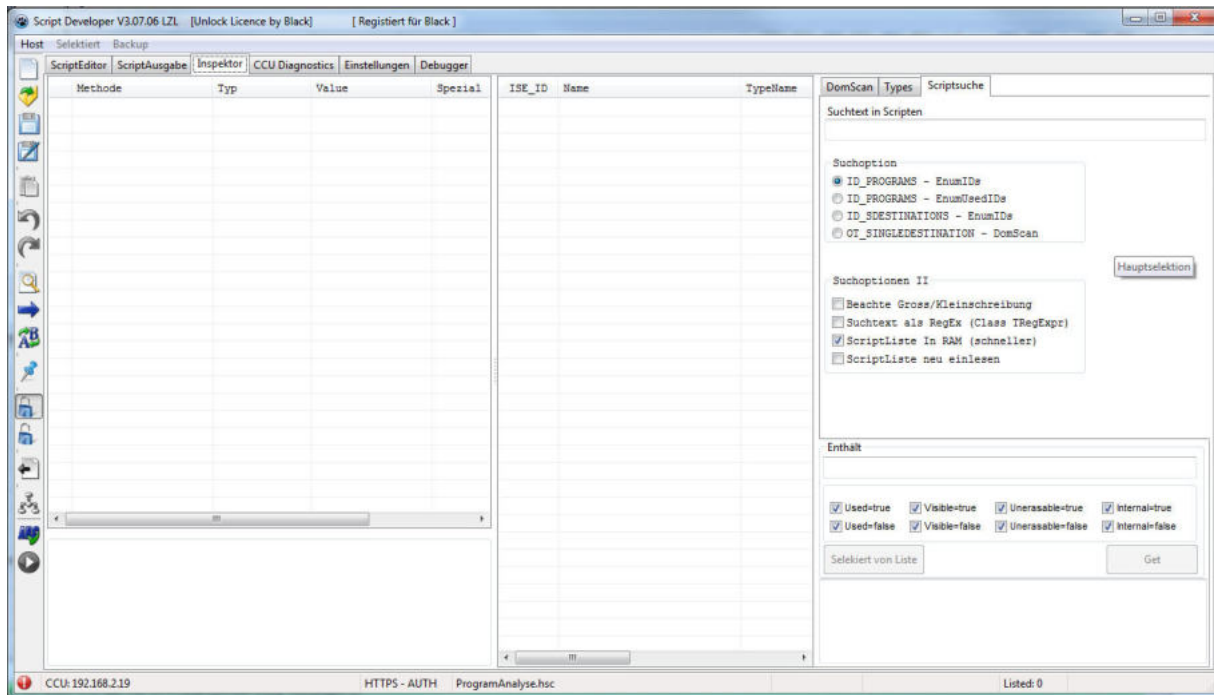 Script Developer V3.07.06 LZL [Unlock Licence by Black] [ Registiert für Black ]
Host Selektiert Backup
ScriptEditor ScriptAusgabe Inspektor CCU Diagnostics Einstellungen Debugger
Methode Typ Value Spezial
ISE_ID Name TypeName
DomScan Types Scriptsuche
Suchtext in Scripten
Suchoption
ID_PROGRAMS - EnumIDs
ID_PROGRAMS - EnumUsedIDs
ID_SDESTINATIONS - EnumIDs
OT_SINGLEDESTINATION - DomScan
Hauptselektion
Suchoptionen II
Beachte Gross/Kleinschreibung
Suchtext als RegEx (Class TRegExpr)
ScriptListe In RAM (schneller)
ScriptListe neu einlesen
Enthält
Used=true Visible=true Unerasable=true Internal=true
Used=false Visible=false Unerasable=false Internal=false
Selekiert von Liste Get
CCU: 192.168.2.19 HTTPS - AUTH ProgramAnalyse.hsc Listed: 0